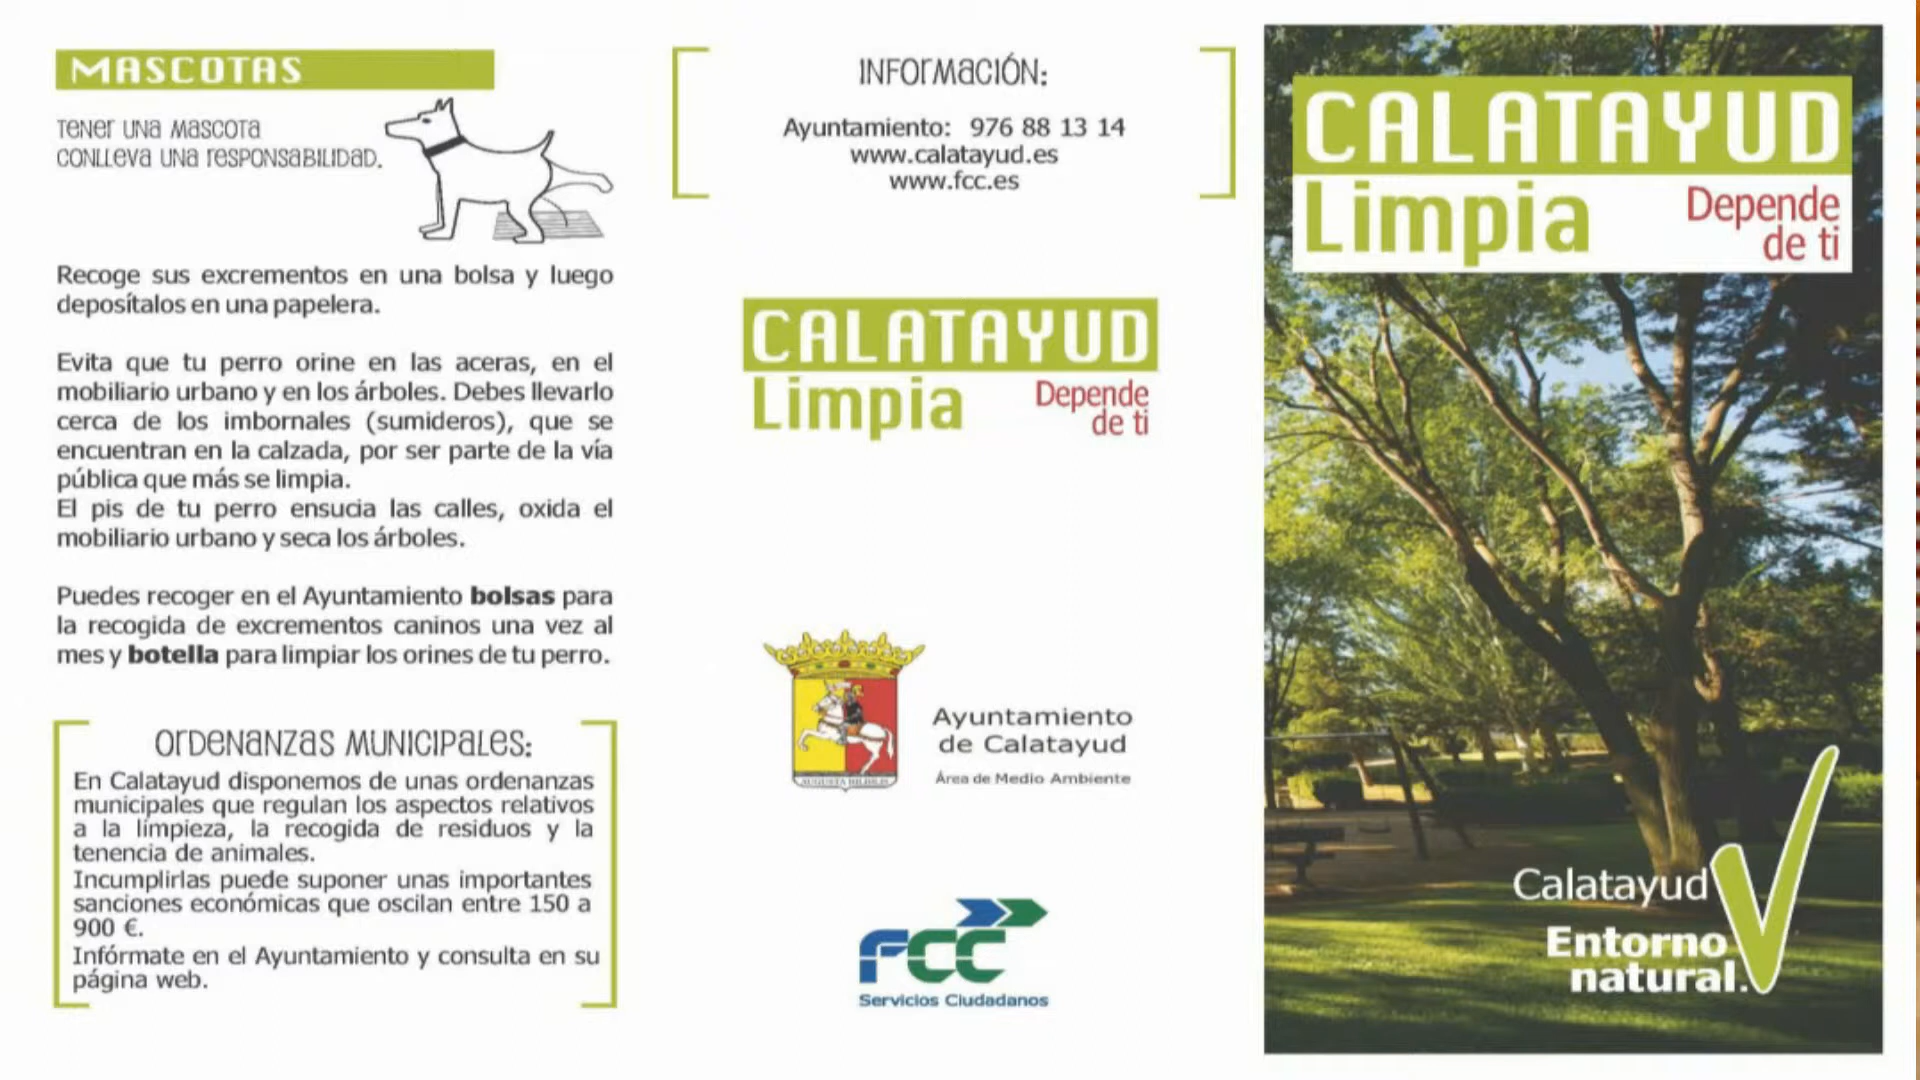 MASCOTAS
TENER UNA MASCOTA
CONLLEVA UNA RESPONSABILIDAD.
Recoge sus excrementos en una bolsa y luego
deposítalos en una papelera.
Evita que tu perro orine en las aceras, en el
mobiliario urbano y en los árboles. Debes llevarlo
cerca de los imbornales (sumideros), que se
encuentran en la calzada, por ser parte de la vía
pública que más se limpia.
El pis de tu perro ensucia las calles, oxida el
mobiliario urbano y seca los árboles.
Puedes recoger en el Ayuntamiento bolsas para
la recogida de excrementos caninos una vez al
mes y botella para limpiar los orines de tu perro.
ORDENANZAS MUNICIPALES:
En Calatayud disponemos de unas ordenanzas
municipales que regulan los aspectos relativos
a la limpieza, la recogida de residuos y la
tenencia de animales.
Incumplirlas puede suponer unas importantes
sanciones económicas que oscilan entre 150 a
900 €.
Infórmate en el Ayuntamiento y consulta en su
página web.
INFORMACIÓN:
Ayuntamiento: 976 88 13 14
www.calatayud.es
www.fcc.es
CALATAYUD
Limpia Depende
de ti
AUGUSTA BILBILIS
Ayuntamiento
de Calatayud
Área de Medio Ambiente
FCC
Servicios Ciudadanos
CALATAYUD
Limpia Depende
de ti
Calatayud
Entorno
natural.